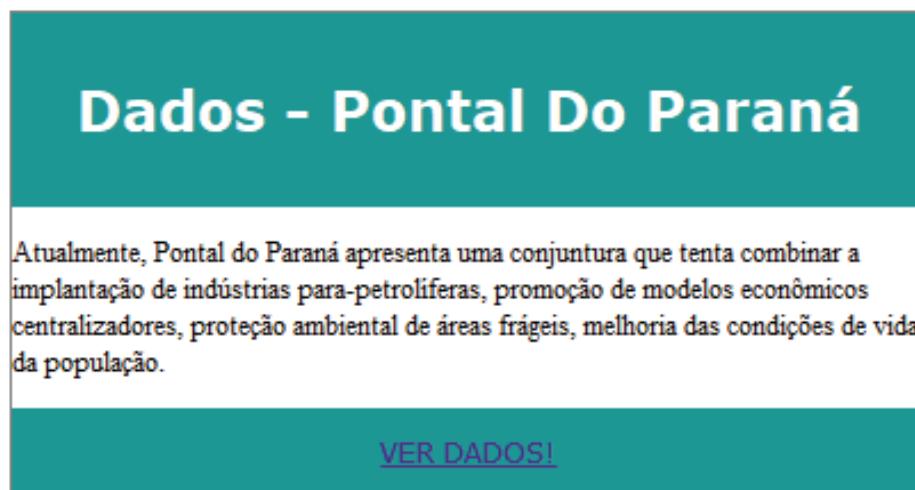 Dados - Pontal Do Paraná
Atualmente, Pontal do Paraná apresenta uma conjuntura que tenta combinar a
implantação de indústrias para-petrolíferas, promoção de modelos econômicos
centralizadores, proteção ambiental de áreas frágeis, melhoria das condições de vida
da população.
VER DADOS!